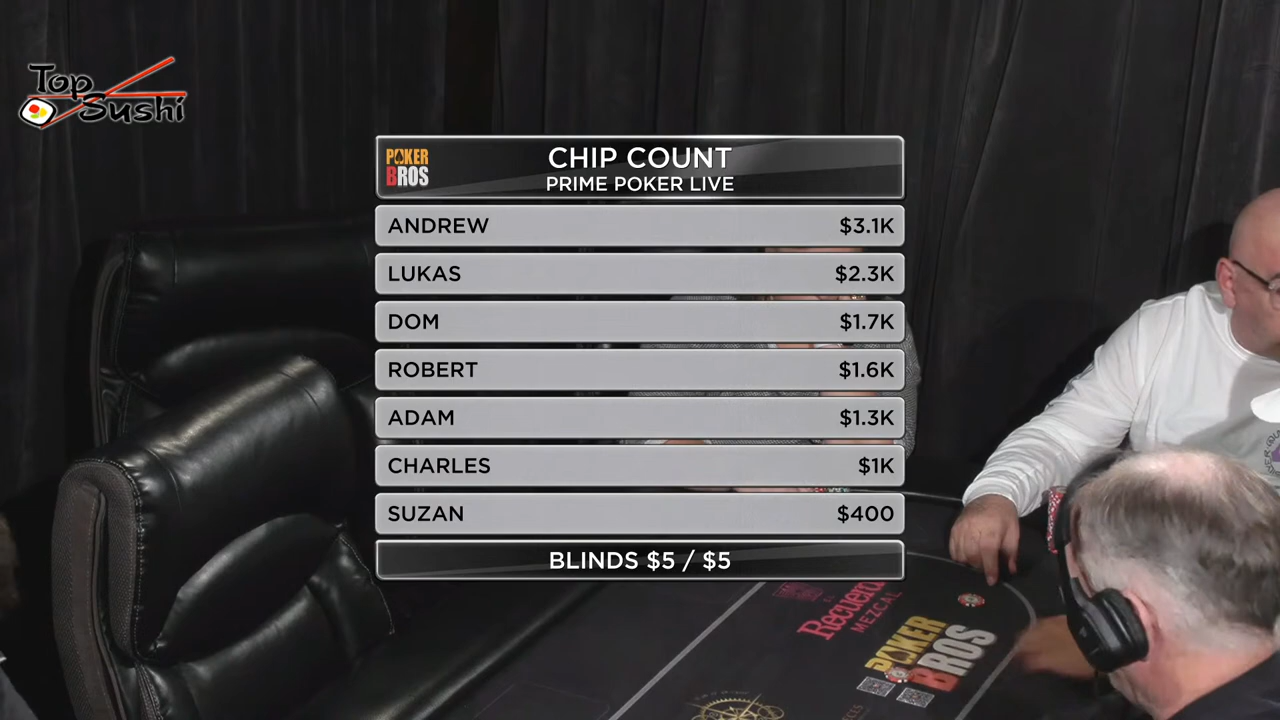 Top
Sushi
POKER
BROS
CHIP COUNT
PRIME POKER LIVE
ANDREW $3.1K
LUKAS $2.3K
DOM $1.7K
ROBERT $1.6K
ADAM $1.3K
CHARLES $1K
SUZAN $400
BLINDS $5 / $5
Recuerdo
MEZCAL
POKER
BROS